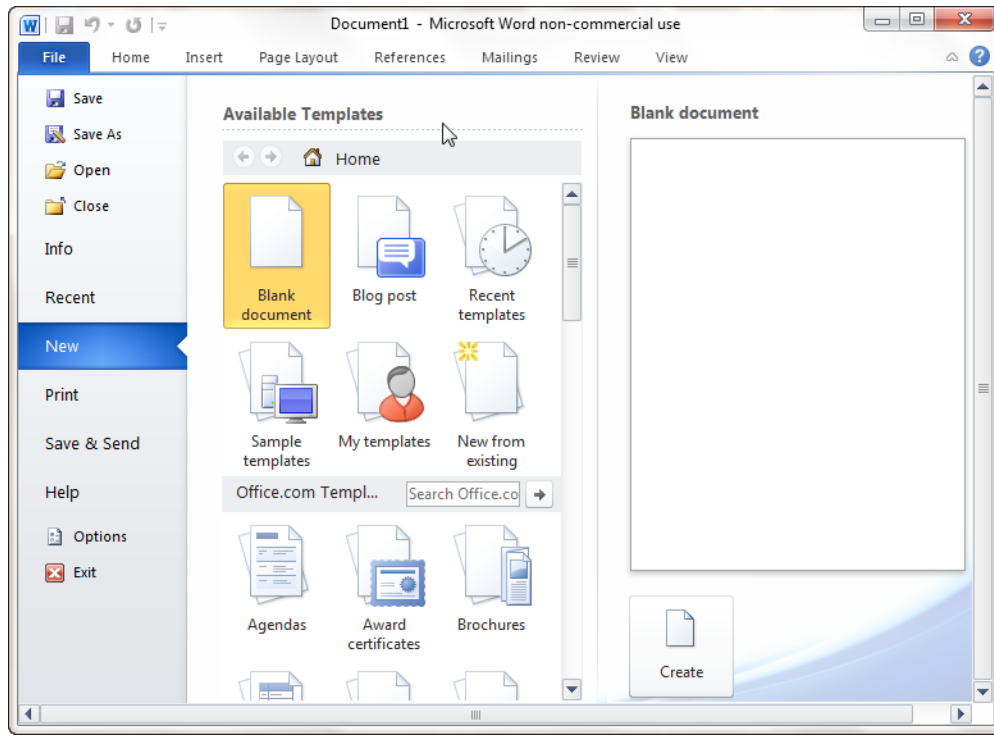 Document1 - Microsoft Word non-commercial use
File Home Insert Page Layout References Mailings Review View
Save
Save As
Open
Close
Info
Recent
New
Print
Save & Send
Help
Options
Exit
Available Templates
Home
Blank
document
Blog post
Recent
templates
Sample
templates
My templates
New from
existing
Office.com Templ...
Search Office.co
Agendas
Award
certificates
Brochures
Blank document
Create